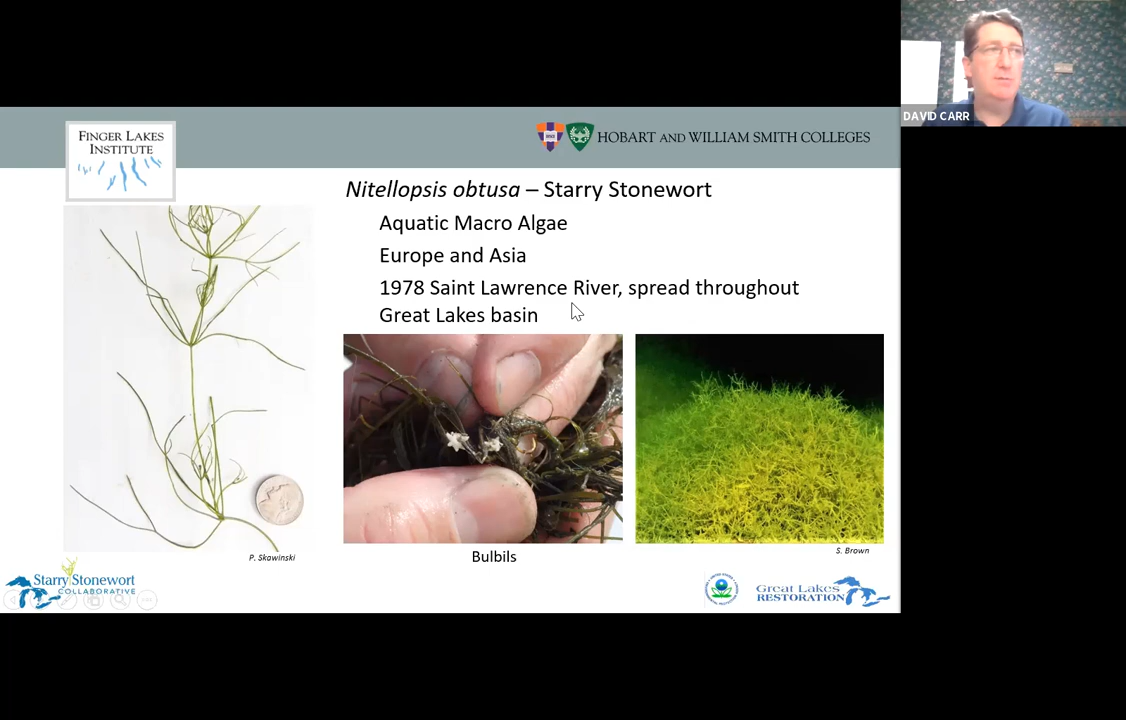 DAVID CARR
FINGER LAKES
INSTITUTE
HOBART AND WILLIAM SMITH COLLEGES
Nitellopsis obtusa – Starry Stonewort
Aquatic Macro Algae
Europe and Asia
1978 Saint Lawrence River, spread throughout
Great Lakes basin
P. Skawinski
Bulbils
S. Brown
Starry Stonewort
COLLABORATIVE
Great Lakes
RESTORATION